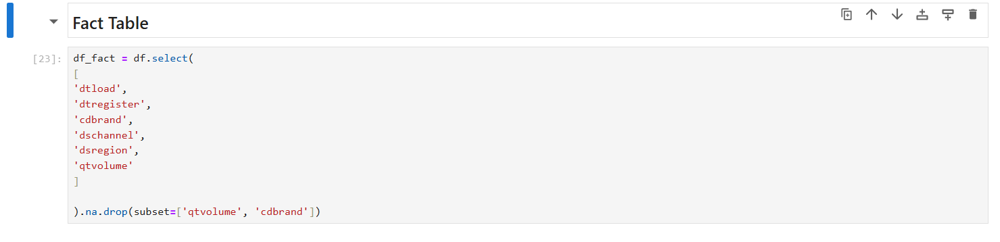 Fact Table
[23]:
df_fact = df.select(
[
'dtload',
'dtregister',
'cdbrand',
'dschannel',
'dsregion',
'qtvolume'
]
).na.drop(subset=['qtvolume', 'cdbrand'])